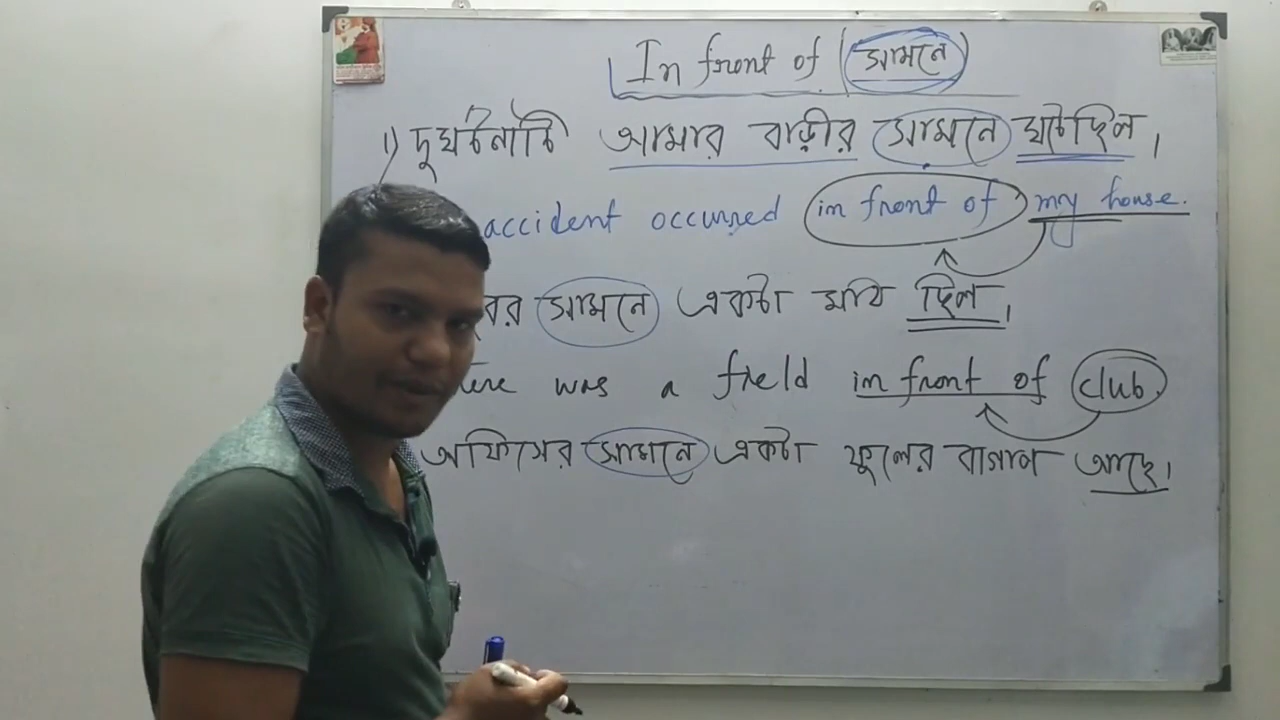 In front of (সামনে)
1) দুর্ঘটনাটি আমার বাড়ীর সামনে ঘটেছিল।
accident occurred in front of my house.
সামনে একটা মাঠ ছিল।
was a field in front of club.
অফিসের সামনে একটা ফুলের বাগান আছে।